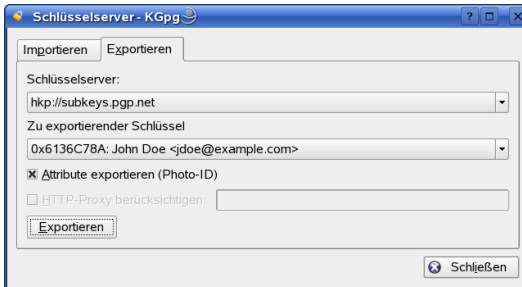 Schlüsselserver - KGpg
Importieren Exportieren
Schlüsselserver:
hkp://subkeys.pgp.net
Zu exportierender Schlüssel
0x6136C78A: John Doe <jdoe@example.com>
Attribute exportieren (Photo-ID)
HTTP-Proxy berücksichtigen:
Exportieren
Schließen